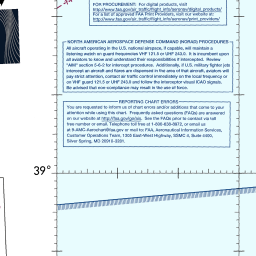 FOR PROCUREMENT: For digital products, visit
http://www.faa.gov/air_traffic/flight_info/aeronav/digital_products/
For a list of approved FAA Print Providers, visit our website at:
http://www.faa.gov/air_traffic/flight_info/aeronav/print_providers/
NORTH AMERICAN AEROSPACE DEFENSE COMMAND (NORAD) PROCEDURES
All aircraft operating in the U.S. national airspace, if capable, will maintain a
listening watch on guard frequencies VHF 121.5 or UHF 243.0. It is incumbent upon
all aviators to know and understand their responsibilities if intercepted. Review
"AIM" section 5-6-2 for intercept procedures. Additionally, if U.S. military fighter jets
intercept an aircraft and flares are dispensed in the area of that aircraft, aviators will
pay strict attention, contact air traffic control immediately on the local frequency or
on VHF guard 121.5 or UHF 243.0 and follow the interceptor visual ICAO signals.
Be advised that non-compliance may result in the use of force.
REPORTING CHART ERRORS
You are requested to inform us of chart errors and/or additions that come to your
attention while using this chart. Frequently asked questions (FAQs) are answered
on our website at http://faa.gov/go/ais. See the FAQs prior to contact via toll
free number or email. Telephone toll free at 1-800-638-8972, or email us
at 9-AMC-Aerochart@faa.gov or mail to: FAA, Aeronautical Information Services,
Customer Operations Team, 1305 East-West Highway, SSMC 4, Suite 4400,
Silver Spring, MD 20910-3281.
39°